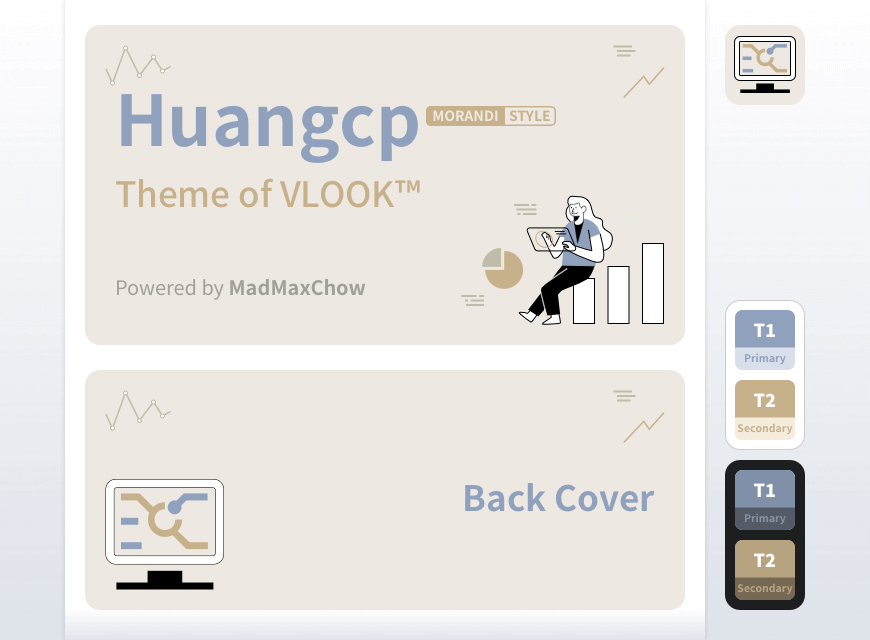 Huangcp MORANDI STYLE
Theme of VLOOK™
Powered by MadMaxChow
Back Cover
T1
Primary
T2
Secondary
T1
Primary
T2
Secondary